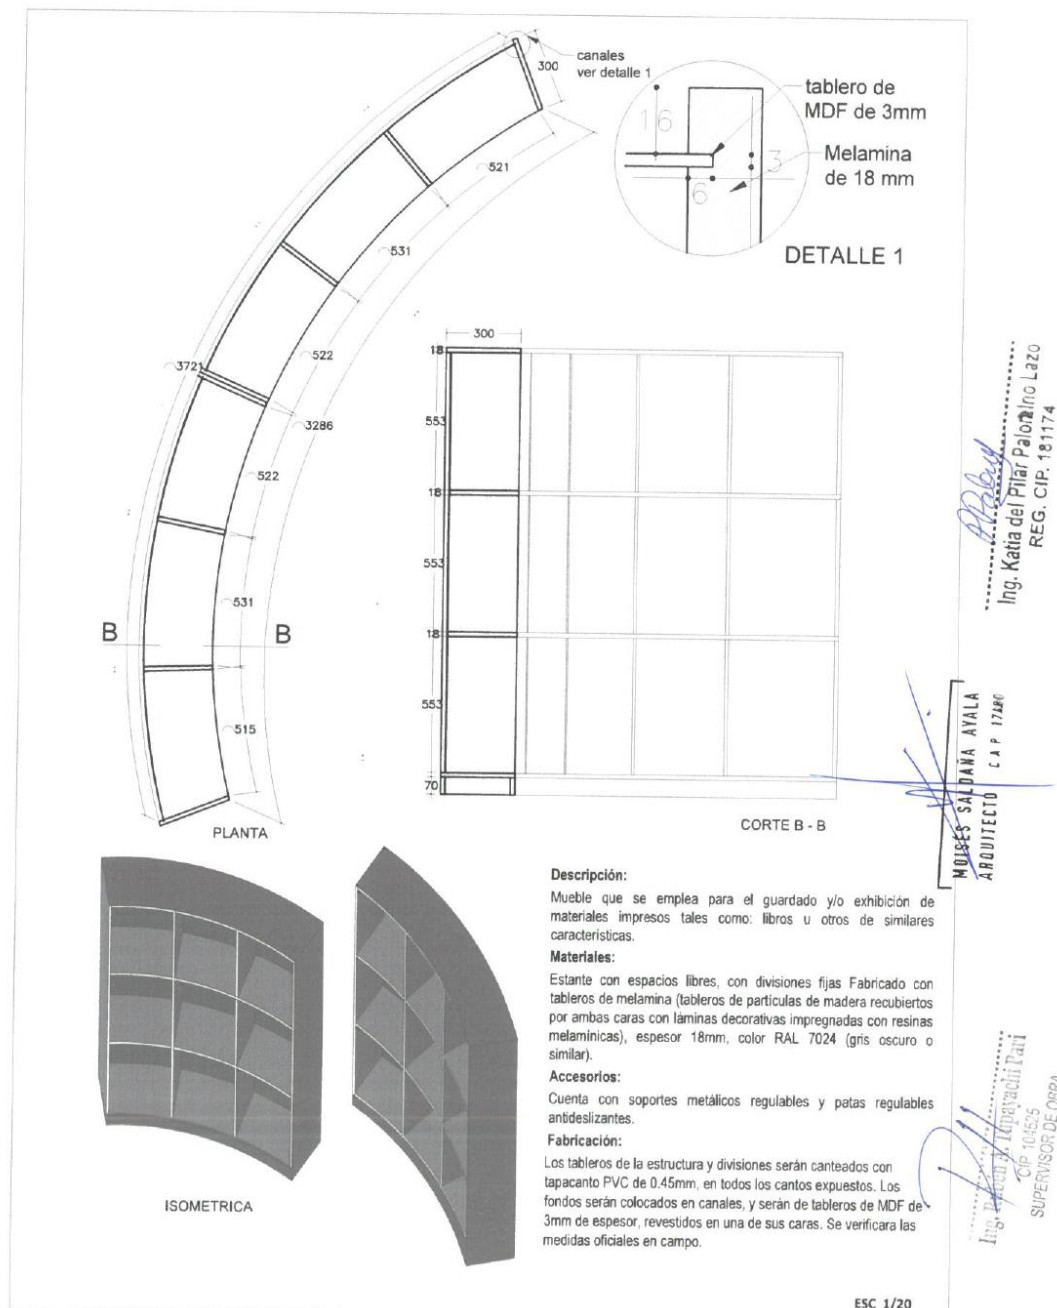 canales
ver detalle 1
300
tablero de
MDF de 3mm
16
Melamina
de 18 mm
3
6
DETALLE 1
521
531
522
3721
3286
522
531
B
B
515
PLANTA
300
18
553
18
553
18
553
70
CORTE B - B
ISOMETRICA
Descripción:
Mueble que se emplea para el guardado y/o exhibición de
materiales impresos tales como: libros u otros de similares
características.
Materiales:
Estante con espacios libres, con divisiones fijas Fabricado con
tableros de melamina (tableros de partículas de madera recubiertos
por ambas caras con láminas decorativas impregnadas con resinas
melamínicas), espesor 18mm, color RAL 7024 (gris oscuro o
similar).
Accesorios:
Cuenta con soportes metálicos regulables y patas regulables
antideslizantes.
Fabricación:
Los tableros de la estructura y divisiones serán canteados con
tapacanto PVC de 0.45mm, en todos los cantos expuestos. Los
fondos serán colocados en canales, y serán de tableros de MDF de
3mm de espesor, revestidos en una de sus caras. Se verificara las
medidas oficiales en campo.
ESC 1/20
Ing. Katia del Pilar Palomino Lazo
REG. CIP. 181174
MOISÉS SALDAÑA AYALA
ARQUITECTO C A P
CIP 104525
SUPERVISOR DE OBRA